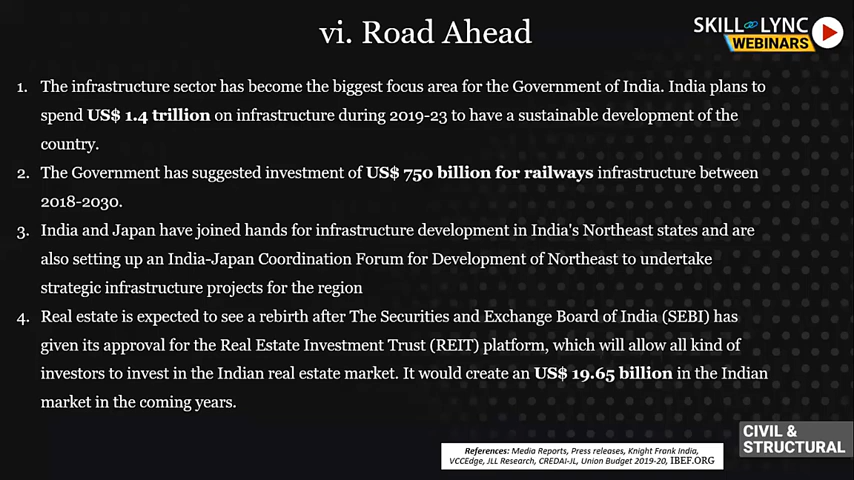 vi. Road Ahead
SKILL LYNC
WEBINARS
1. The infrastructure sector has become the biggest focus area for the Government of India. India plans to
spend US$ 1.4 trillion on infrastructure during 2019-23 to have a sustainable development of the
country.
2. The Government has suggested investment of US$ 750 billion for railways infrastructure between
2018-2030.
3. India and Japan have joined hands for infrastructure development in India's Northeast states and are
also setting up an India-Japan Coordination Forum for Development of Northeast to undertake
strategic infrastructure projects for the region
4. Real estate is expected to see a rebirth after The Securities and Exchange Board of India (SEBI) has
given its approval for the Real Estate Investment Trust (REIT) platform, which will allow all kind of
investors to invest in the Indian real estate market. It would create an US$ 19.65 billion in the Indian
market in the coming years.
CIVIL &
STRUCTURAL
References: Media Reports, Press releases, Knight Frank India,
VCCEdge, JLL Research, CREDAI-JL, Union Budget 2019-20, IBEF.ORG